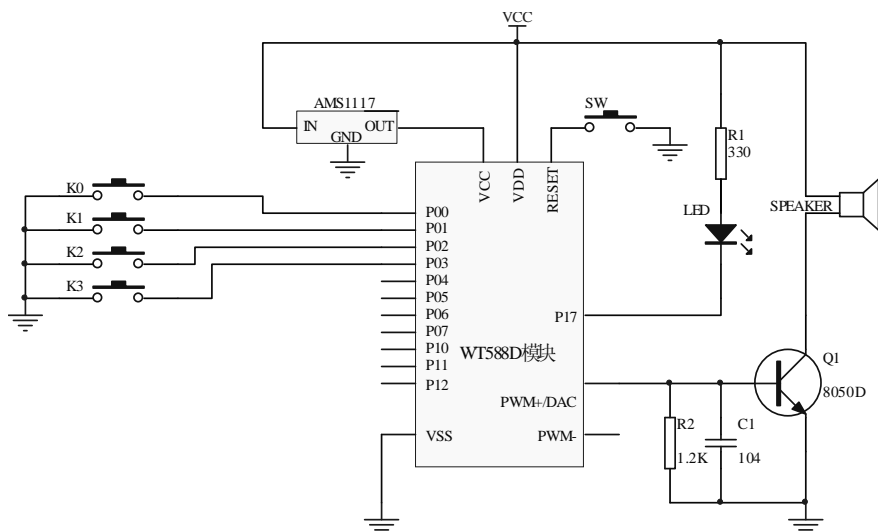 VCC
AMS1117
IN
OUT
GND
SW
R1
330
K0
K1
K2
K3
VCC
VDD
RESET
LED
SPEAKER
P00
P01
P02
P03
P04
P05
P06
P07
P10
P11
P12
P17
WT588D模块
Q1
8050D
PWM+/DAC
VSS
PWM-
R2
1.2K
C1
104